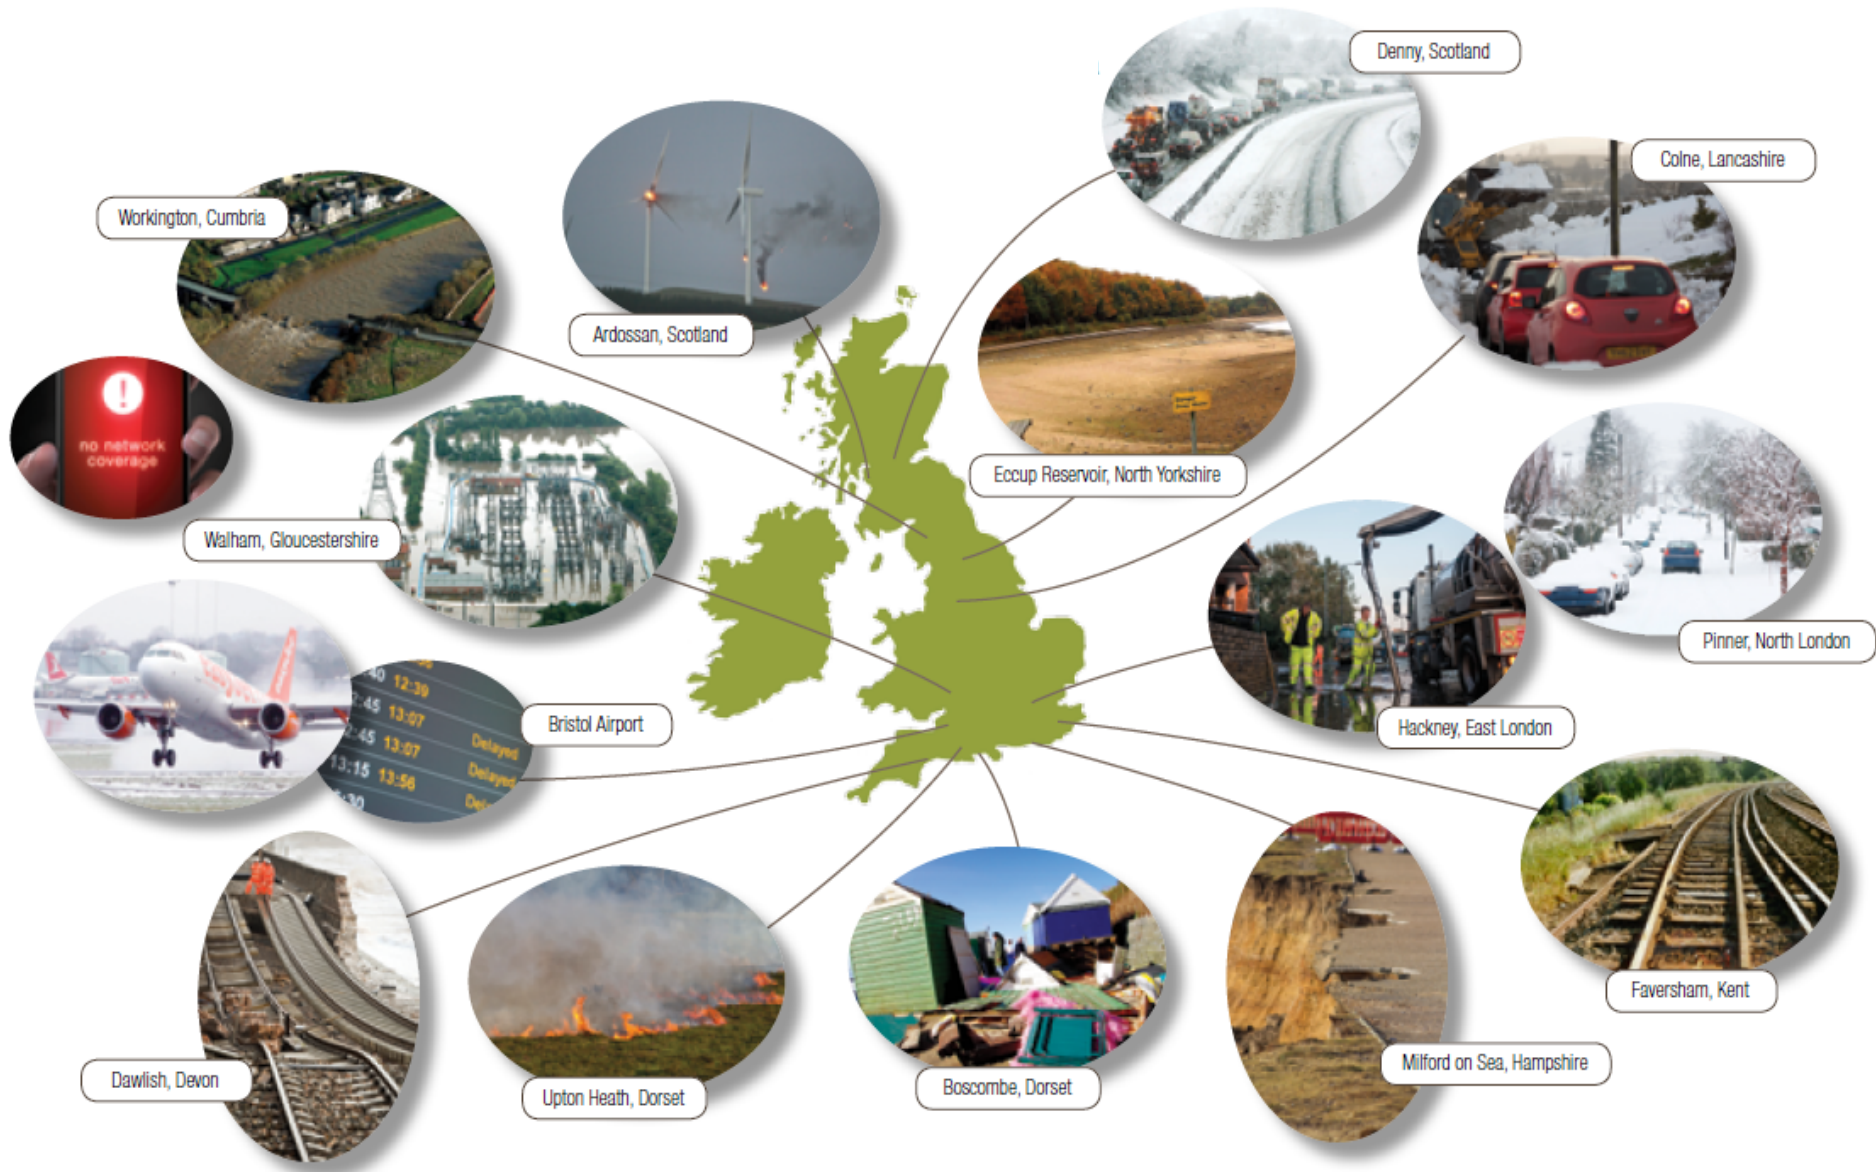 Denny, Scotland
Colne, Lancashire
Workington, Cumbria
Ardossan, Scotland
no network
coverage
Eccup Reservoir, North Yorkshire
Walham, Gloucestershire
Pinner, North London
easyJet
12:39
13:07
Delayed
13:07
Delayed
13:15 13:56
Bristol Airport
Hackney, East London
Faversham, Kent
Milford on Sea, Hampshire
Dawlish, Devon
Upton Heath, Dorset
Boscombe, Dorset